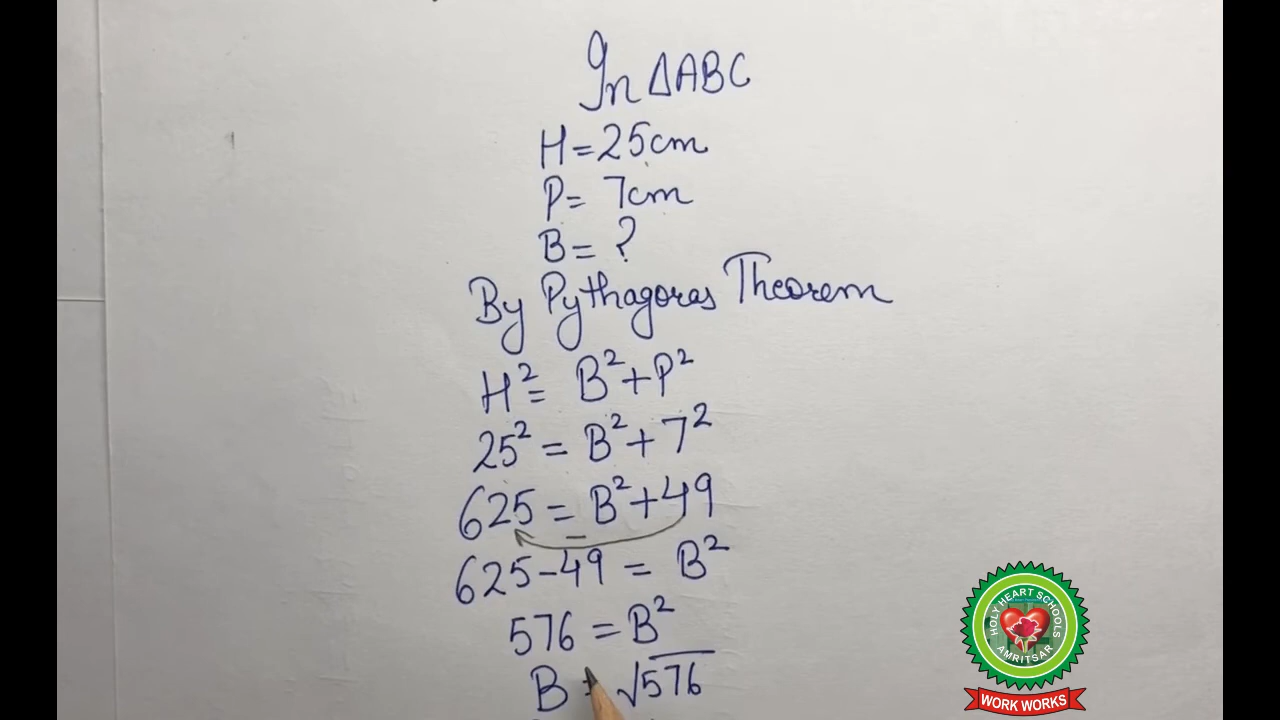 In ΔABC
H=25cm
P= 7cm
B= ?
By Pythagoras Theorem
H²= B²+P²
25² = B²+ 7²
625 = B²+49
625-49 = B²
576 = B²
B = √576
HOLY HEART SCHOOLS
AMRITSAR
WORK WORKS